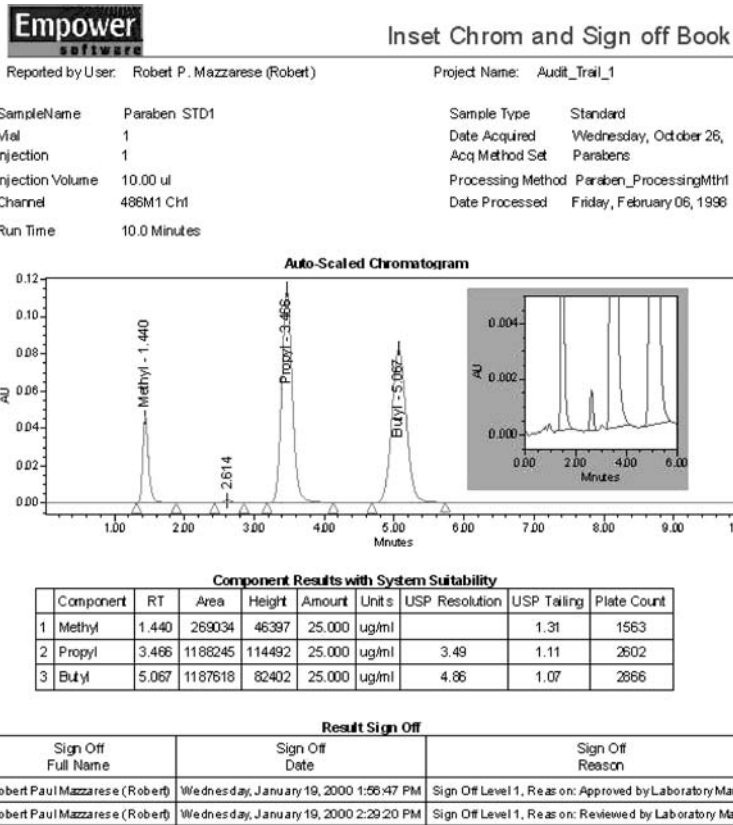 Empower
software
Inset Chrom and Sign off Book
Reported by User: Robert P. Mazzarese (Robert)
Project Name: Audit_Trail_1
SampleName Paraben STD1
Vial 1
Injection 1
Injection Volume 10.00 ul
Channel 486M1 Ch1
Run Time 10.0 Minutes
Sample Type Standard
Date Acquired Wednesday, October 26,
Acq Method Set Parabens
Processing Method Paraben_ProcessingMth1
Date Processed Friday, February 06, 1998
Auto-Scaled Chromatogram
0.12
0.10
0.08
0.06
0.04
0.02
0.00
AU
Methyl - 1.440
2.614
Propyl - 3.466
Butyl - 5.067
1.00 2.00 3.00 4.00 5.00 6.00 7.00 8.00 9.00
Minutes
AU
0.004
0.002
0.000
0.00 2.00 4.00 6.00
Minutes
Component Results with System Suitability
Component RT Area Height Amount Units USP Resolution USP Tailing Plate Count
1 Methyl 1.440 269034 46397 25.000 ug/ml 1.31 1563
2 Propyl 3.466 1188245 114492 25.000 ug/ml 3.49 1.11 2602
3 Butyl 5.067 1187618 82402 25.000 ug/ml 4.86 1.07 2866
Result Sign Off
Sign Off Sign Off Sign Off
Full Name Date Reason
obert Paul Mazzarese (Robert) Wednesday, January 19, 2000 1:56:47 PM Sign Off Level 1, Reason: Approved by Laboratory Ma
obert Paul Mazzarese (Robert) Wednesday, January 19, 2000 2:29:20 PM Sign Off Level 1, Reason: Reviewed by Laboratory Ma